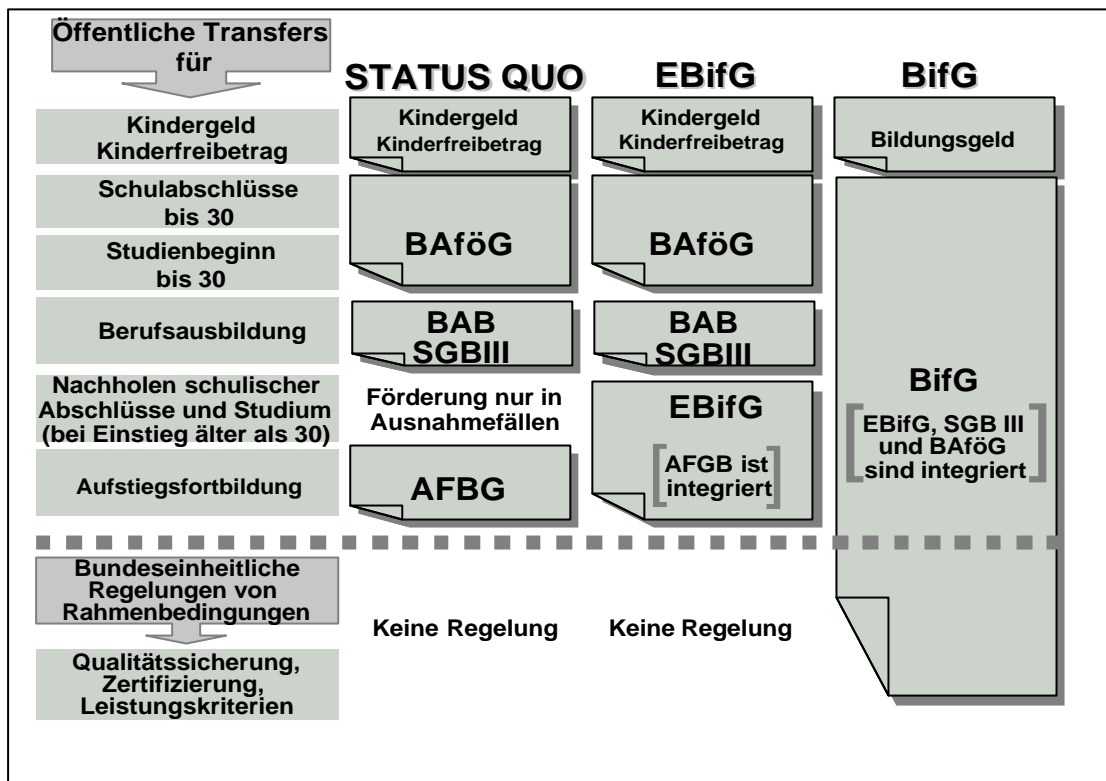 Öffentliche Transfers
für
STATUS QUO
EBifG
BifG
Kindergeld
Kinderfreibetrag
Kindergeld
Kinderfreibetrag
Kindergeld
Kinderfreibetrag
Bildungsgeld
Schulabschlüsse
bis 30
Studienbeginn
bis 30
BAföG
BAföG
Berufsausbildung
BAB
SGBIII
BAB
SGBIII
Nachholen schulischer
Abschlüsse und Studium
(bei Einstieg älter als 30)
Förderung nur in
Ausnahmefällen
EBifG
AFGB ist
integriert
BifG
EBifG, SGB III
und BAföG
sind integriert
Aufstiegsfortbildung
AFBG
Bundeseinheitliche
Regelungen von
Rahmenbedingungen
Keine Regelung
Keine Regelung
Qualitätssicherung,
Zertifizierung,
Leistungskriterien